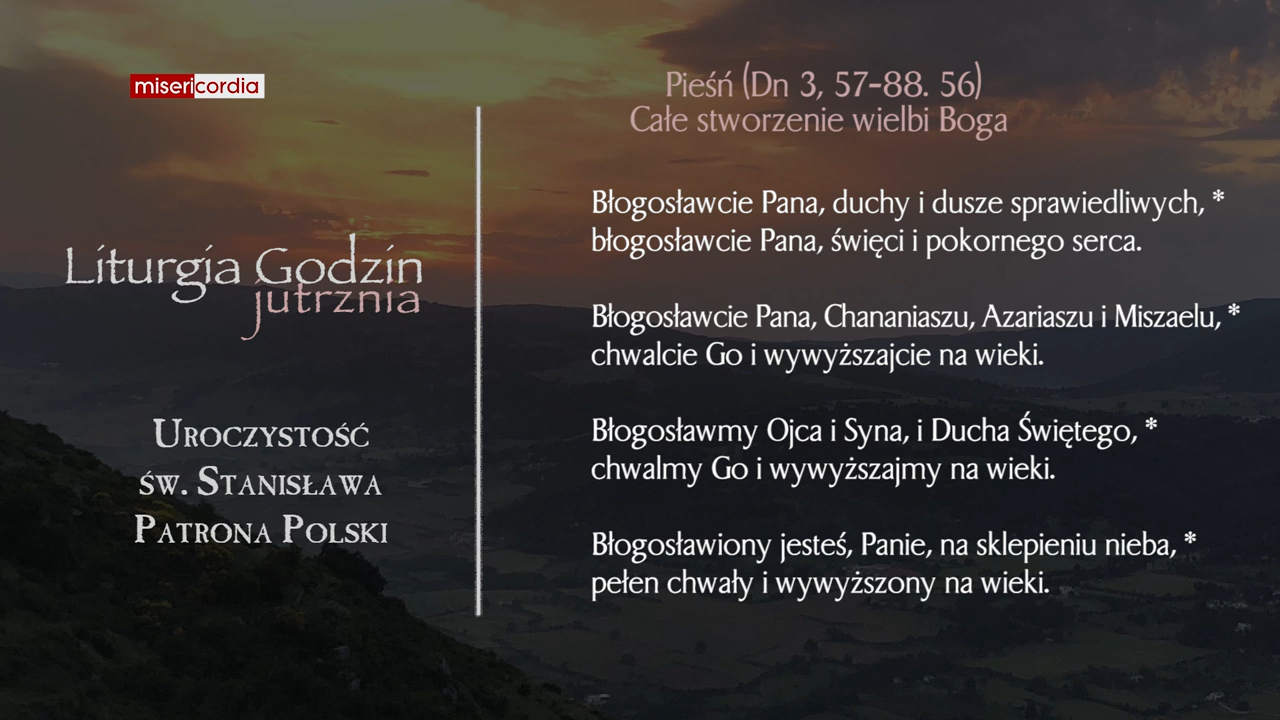 misericordia
Liturgia Godzin
jutrznia
Uroczystość
św. Stanisława
Patrona Polski
Pieśń (Dn 3, 57-88. 56)
Całe stworzenie wielbi Boga
Błogosławcie Pana, duchy i dusze sprawiedliwych, *
błogosławcie Pana, święci i pokornego serca.
Błogosławcie Pana, Chananiaszu, Azariaszu i Miszaelu, *
chwalcie Go i wywyższajcie na wieki.
Błogosławmy Ojca i Syna, i Ducha Świętego, *
chwalmy Go i wywyższajmy na wieki.
Błogosławiony jesteś, Panie, na sklepieniu nieba, *
pełen chwały i wywyższony na wieki.